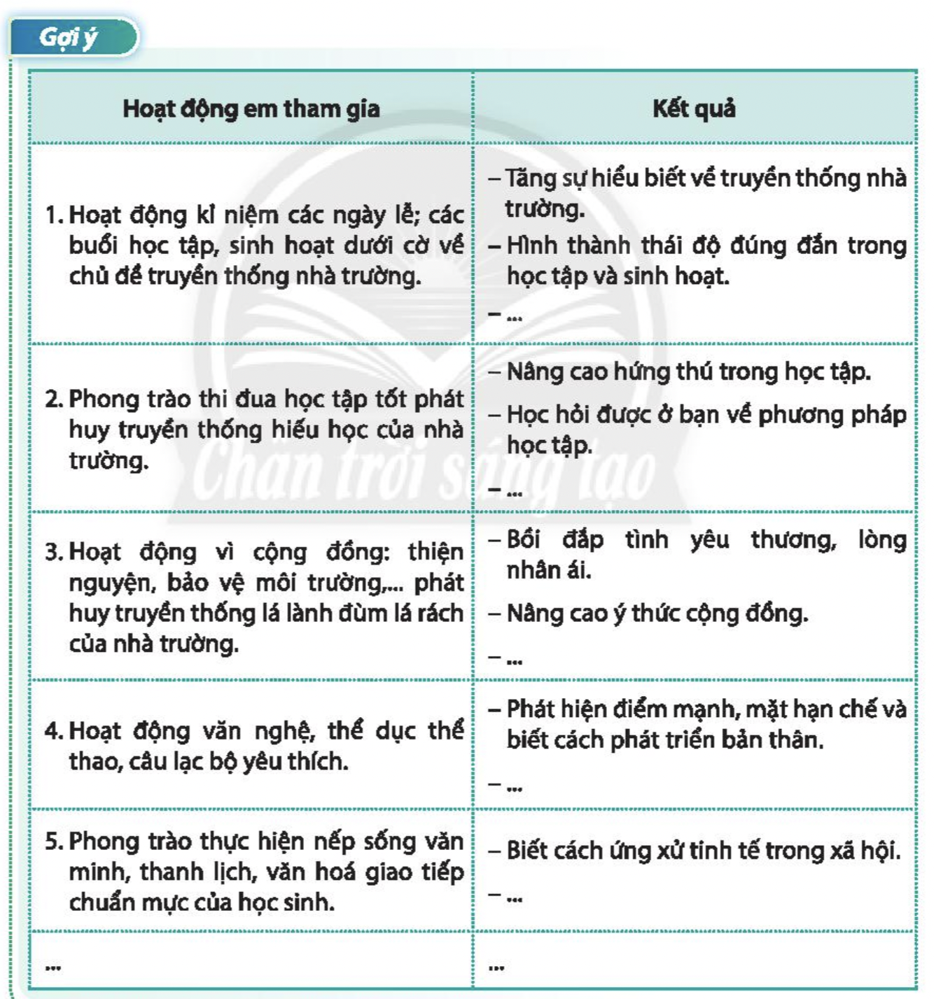 Gợi ý
Hoạt động em tham gia
Kết quả
1. Hoạt động kỉ niệm các ngày lễ; các
buổi học tập, sinh hoạt dưới cờ về
chủ đề truyền thống nhà trường.
– Tăng sự hiểu biết về truyền thống nhà
trường.
– Hình thành thái độ đúng đắn trong
học tập và sinh hoạt.
– ...
2. Phong trào thi đua học tập tốt phát
huy truyền thống hiếu học của nhà
trường.
– Nâng cao hứng thú trong học tập.
– Học hỏi được ở bạn về phương pháp
học tập.
– ...
3. Hoạt động vì cộng đồng: thiện
nguyện, bảo vệ môi trường,... phát
huy truyền thống lá lành đùm lá rách
của nhà trường.
– Bồi đắp tình yêu thương, lòng
nhân ái.
– Nâng cao ý thức cộng đồng.
– ...
4. Hoạt động văn nghệ, thể dục thể
thao, câu lạc bộ yêu thích.
– Phát hiện điểm mạnh, mặt hạn chế và
biết cách phát triển bản thân.
– ...
5. Phong trào thực hiện nếp sống văn
minh, thanh lịch, văn hoá giao tiếp
chuẩn mực của học sinh.
– Biết cách ứng xử tinh tế trong xã hội.
– ...
...
...
Chân trời sáng tạo